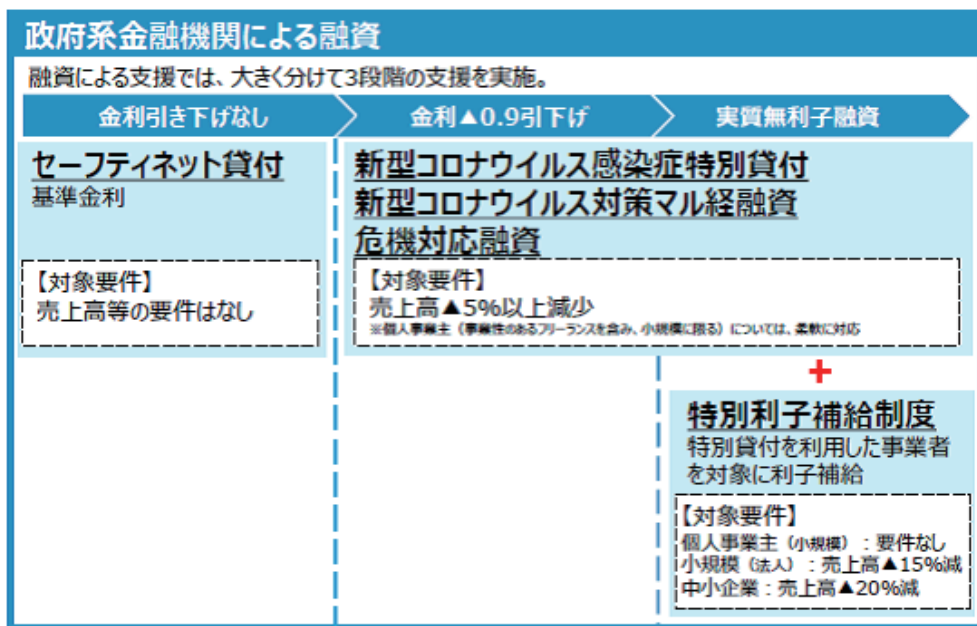 政府系金融機関による融資
融資による支援では、大きく分けて3段階の支援を実施。
金利引き下げなし
金利▲0.9引下げ
実質無利子融資
セーフティネット貸付
基準金利
【対象要件】
売上高等の要件はなし
新型コロナウイルス感染症特別貸付
新型コロナウイルス対策マル経融資
危機対応融資
【対象要件】
売上高▲5%以上減少
※個人事業主（事業性のあるフリーランスを含み、小規模に限る）については、柔軟に対応
+
特別利子補給制度
特別貸付を利用した事業者
を対象に利子補給
【対象要件】
個人事業主（小規模）：要件なし
小規模（法人）：売上高▲15%減
中小企業：売上高▲20%減